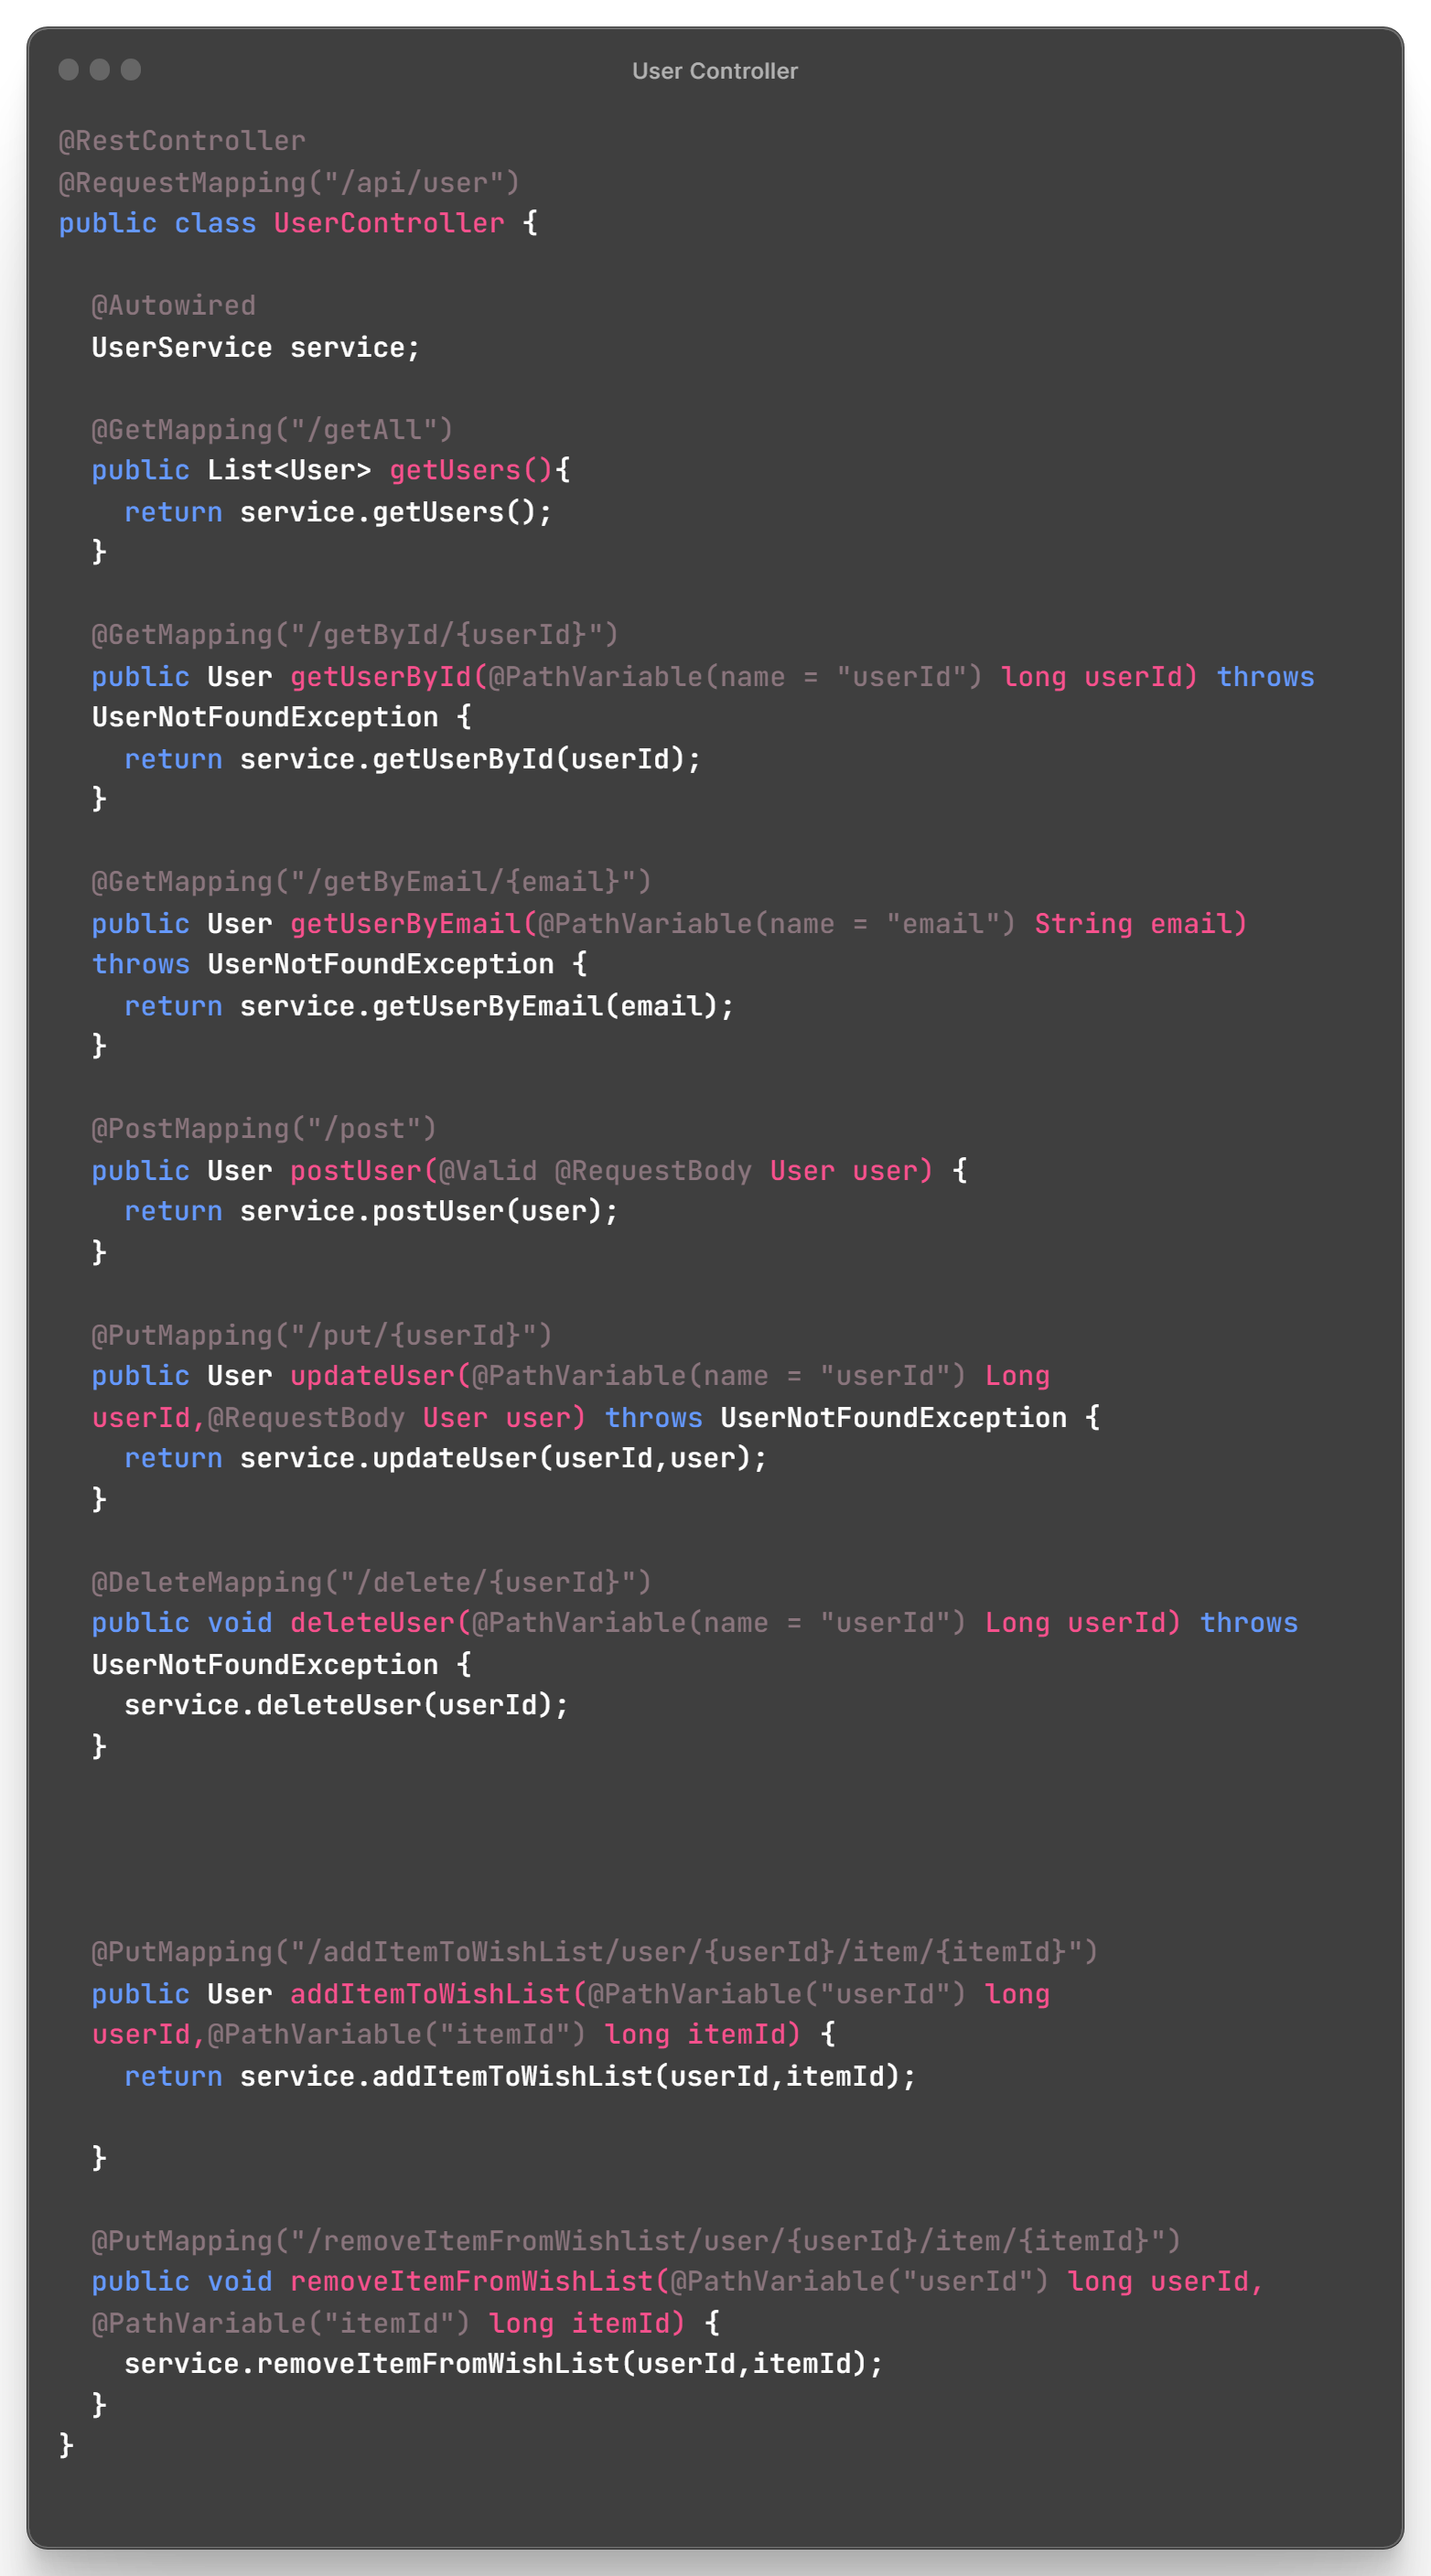 User Controller
@RestController
@RequestMapping("/api/user")
public class UserController {
@Autowired
UserService service;
@GetMapping("/getAll")
public List<User> getUsers(){
return service.getUsers();
}
@GetMapping("/getById/{userId}")
public User getUserById(@PathVariable(name = "userId") long userId) throws
UserNotFoundException {
return service.getUserById(userId);
}
@GetMapping("/getByEmail/{email}")
public User getUserByEmail(@PathVariable(name = "email") String email)
throws UserNotFoundException {
return service.getUserByEmail(email);
}
@PostMapping("/post")
public User postUser(@Valid @RequestBody User user) {
return service.postUser(user);
}
@PutMapping("/put/{userId}")
public User updateUser(@PathVariable(name = "userId") Long
userId,@RequestBody User user) throws UserNotFoundException {
return service.updateUser(userId,user);
}
@DeleteMapping("/delete/{userId}")
public void deleteUser(@PathVariable(name = "userId") Long userId) throws
UserNotFoundException {
service.deleteUser(userId);
}
@PutMapping("/addItemToWishList/user/{userId}/item/{itemId}")
public User addItemToWishList(@PathVariable("userId") long
userId,@PathVariable("itemId") long itemId) {
return service.addItemToWishList(userId,itemId);
}
@PutMapping("/removeItemFromWishlist/user/{userId}/item/{itemId}")
public void removeItemFromWishList(@PathVariable("userId") long userId,
@PathVariable("itemId") long itemId) {
service.removeItemFromWishList(userId,itemId);
}
}